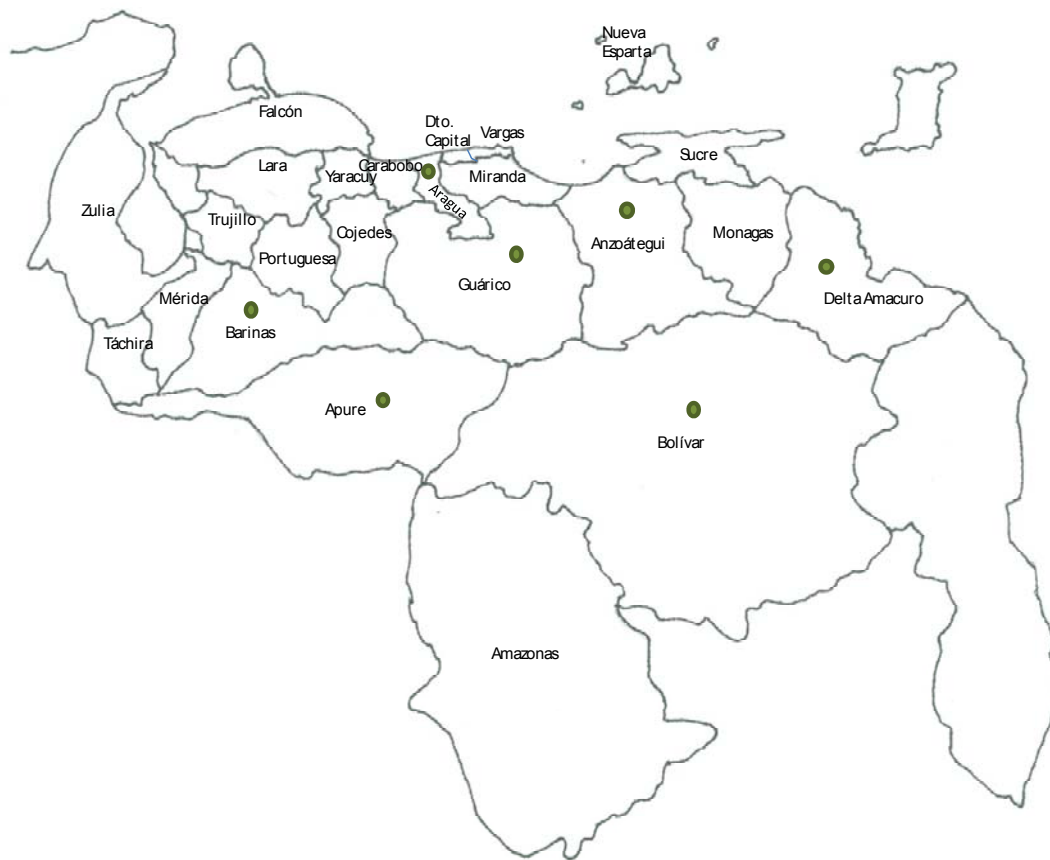 Nueva
Esparta
Falcón
Dto.
Capital
Vargas
Lara
Yaracuy
Carabobo
Aragua
Miranda
Sucre
Zulia
Trujillo
Cojedes
Portuguesa
Guárico
Anzoátegui
Monagas
Mérida
Barinas
Táchira
Delta Amacuro
Apure
Bolívar
Amazonas